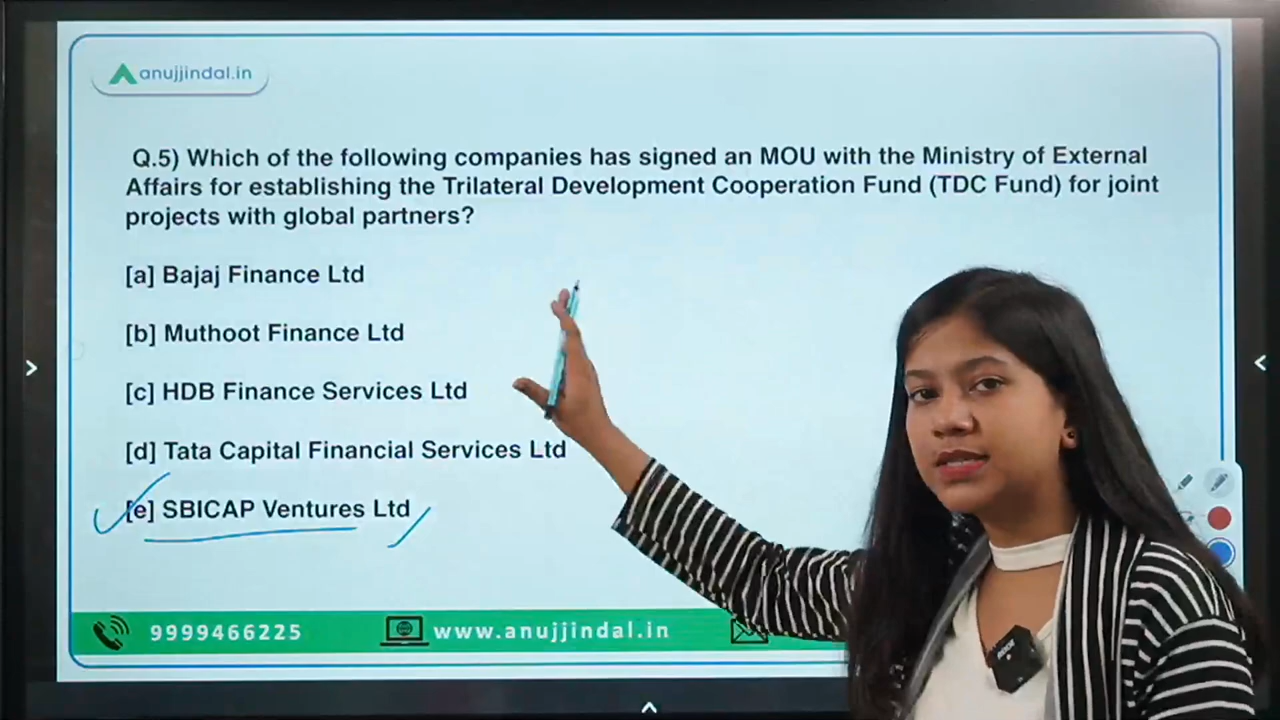 anujjindal.in
Q.5) Which of the following companies has signed an MOU with the Ministry of External
Affairs for establishing the Trilateral Development Cooperation Fund (TDC Fund) for joint
projects with global partners?
[a] Bajaj Finance Ltd
[b] Muthoot Finance Ltd
[c] HDB Finance Services Ltd
[d] Tata Capital Financial Services Ltd
[e] SBICAP Ventures Ltd
9999466225 www.anujjindal.in